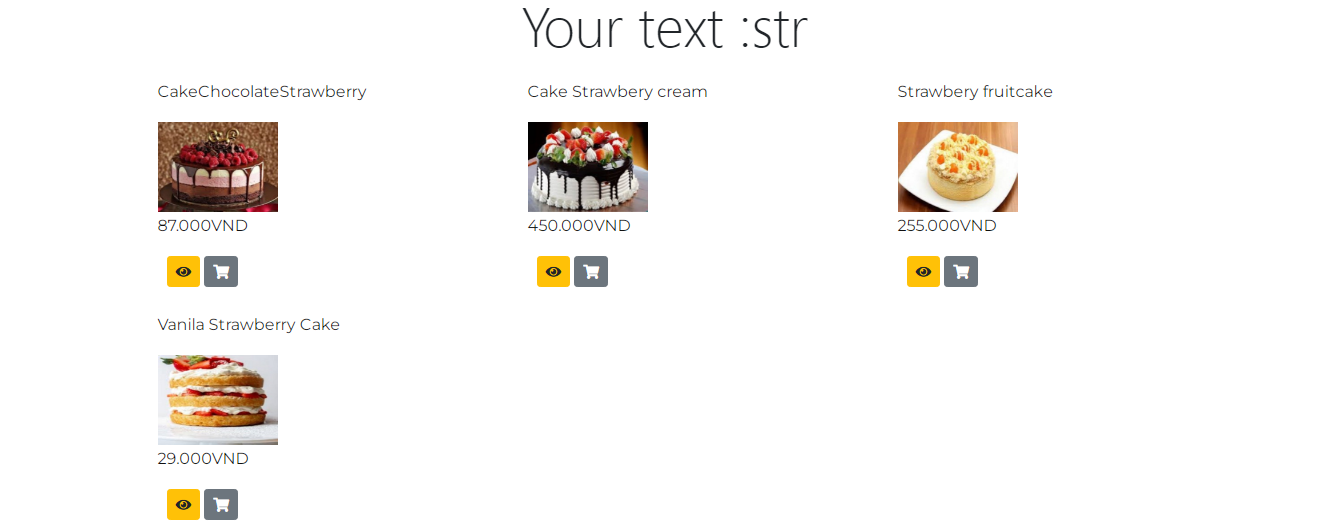 Your text :str
CakeChocolateStrawberry
Cake Strawbery cream
Strawbery fruitcake
87.000VND
450.000VND
255.000VND
Vanila Strawberry Cake
29.000VND